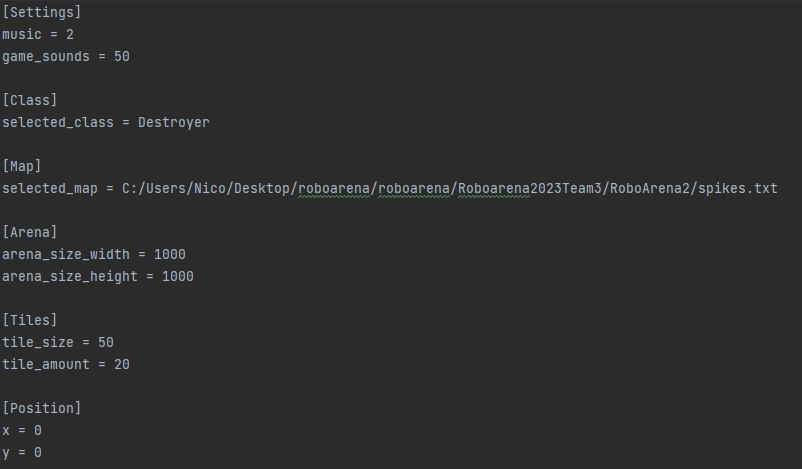 [Settings]
music = 2
game_sounds = 50
[Class]
selected_class = Destroyer
[Map]
selected_map = C:/Users/Nico/Desktop/roboarena/roboarena/Roboarena2023Team3/RoboArena2/spikes.txt
[Arena]
arena_size_width = 1000
arena_size_height = 1000
[Tiles]
tile_size = 50
tile_amount = 20
[Position]
x = 0
y = 0